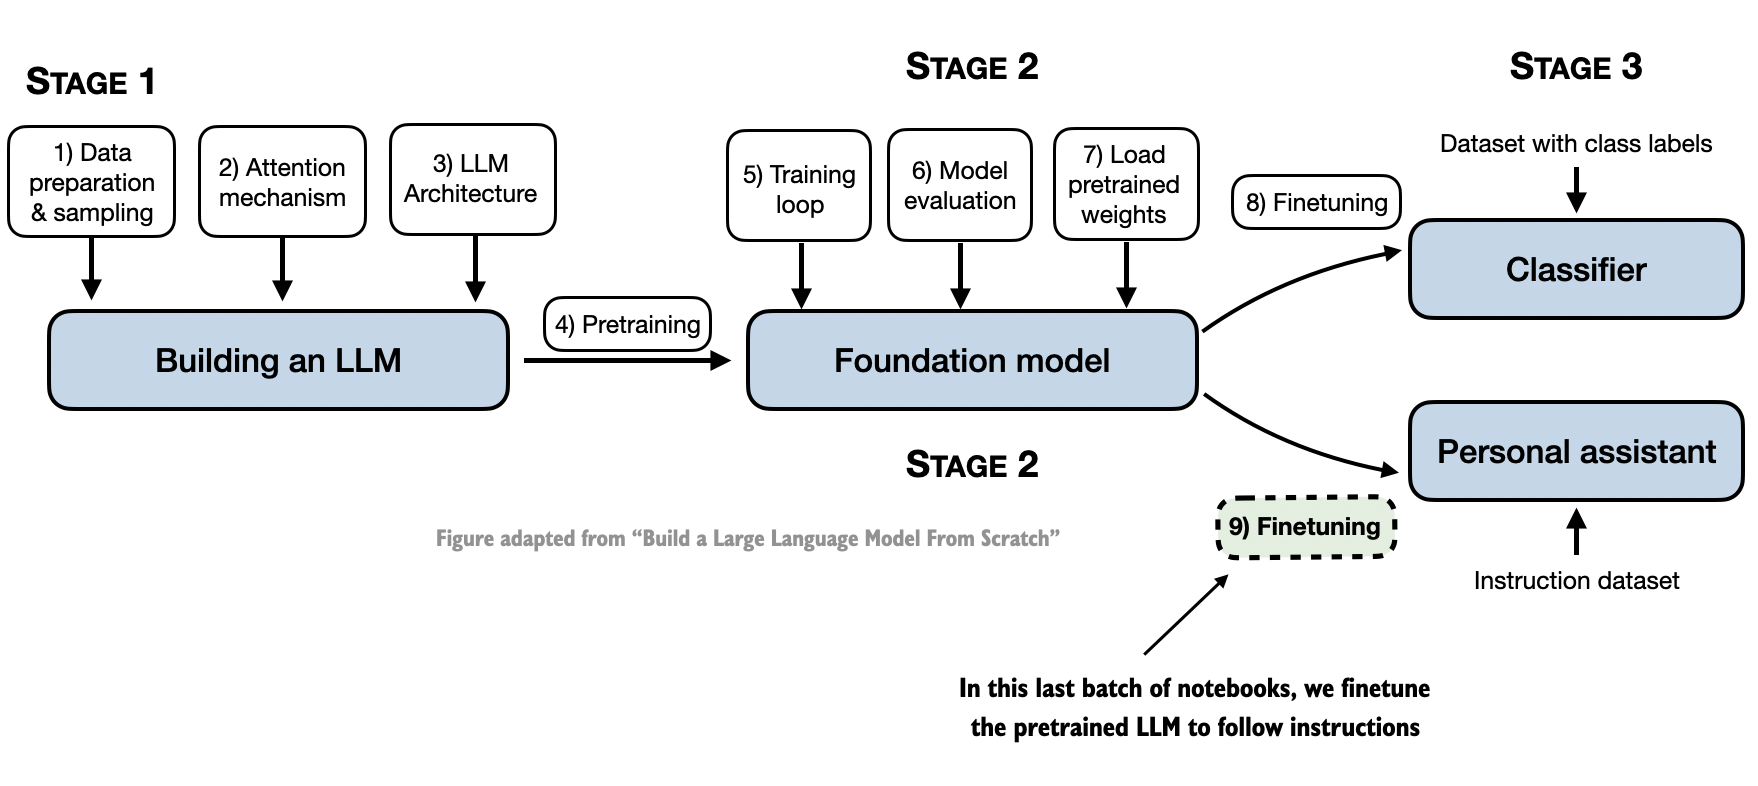 STAGE 1
1) Data
preparation
& sampling
2) Attention
mechanism
3) LLM
Architecture
Building an LLM
4) Pretraining
STAGE 2
5) Training
loop
6) Model
evaluation
7) Load
pretrained
weights
Foundation model
STAGE 2
STAGE 3
8) Finetuning
Dataset with class labels
Classifier
Personal assistant
9) Finetuning
Instruction dataset
Figure adapted from “Build a Large Language Model From Scratch”
In this last batch of notebooks, we finetune
the pretrained LLM to follow instructions